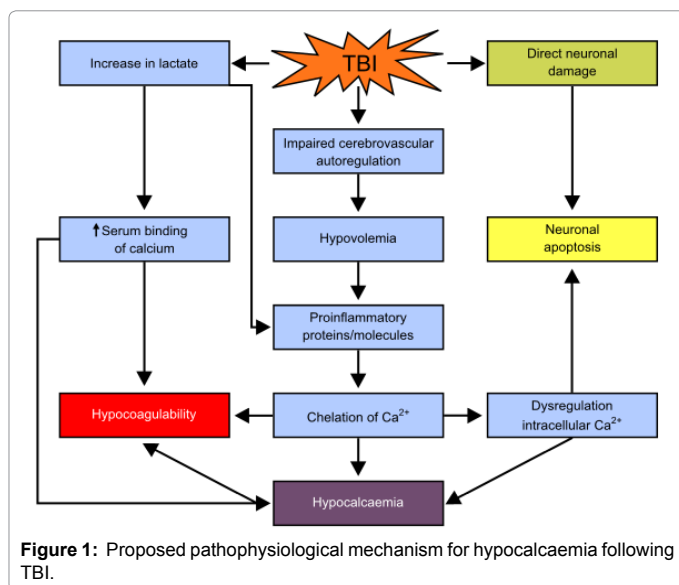 Increase in lactate
TBI
Direct neuronal
damage
Impaired cerebrovascular
autoregulation
↑Serum binding
of calcium
Hypovolemia
Neuronal
apoptosis
Proinflammatory
proteins/molecules
Hypocoagulability
Chelation of Ca²⁺
Dysregulation
intracellular Ca²⁺
Hypocalcaemia
Figure 1: Proposed pathophysiological mechanism for hypocalcaemia following
TBI.